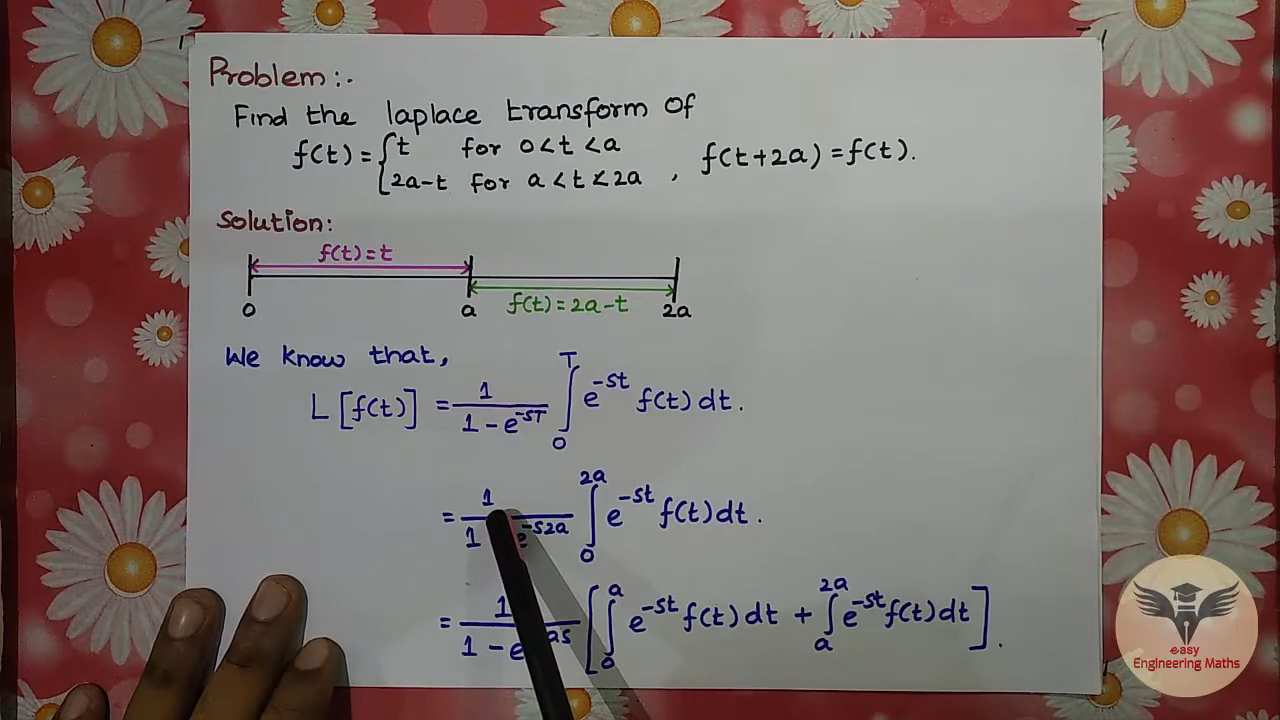 Problem:-
Find the laplace transform of
f(t) = { t for 0 < t < a
2a-t for a < t < 2a , f(t+2a) = f(t).
Solution:
f(t) = t
0 a f(t) = 2a-t 2a
We know that,
L[f(t)] = 1/(1-e^{-sT}) ∫_0^T e^{-st} f(t) dt.
= 1/(1 e^{-s2a}) ∫_0^{2a} e^{-st} f(t) dt.
= 1/(1-e^{as}) [∫_0^a e^{-st} f(t) dt + ∫_a^{2a} e^{-st} f(t) dt].
easy
Engineering Maths